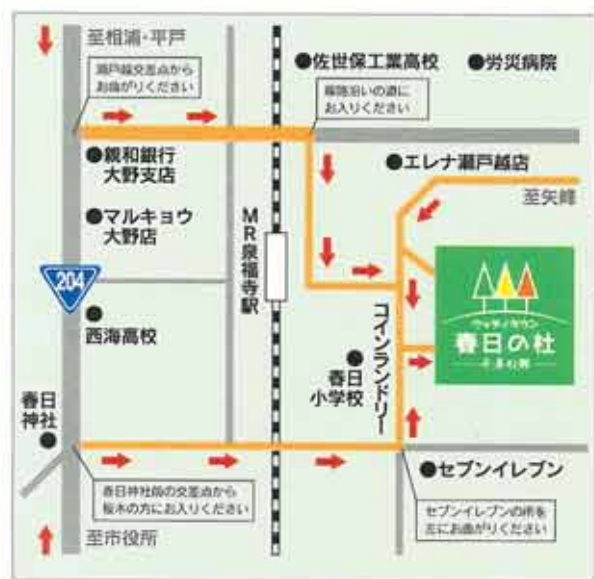 至相浦・平戸
瀬戸越交差点から
お曲がりください
●佐世保工業高校
●労災病院
線路沿いの道に
お入りください
●親和銀行
大野支店
●エレナ瀬戸越店
至矢峰
●マルキョウ
大野店
MR泉福寺駅
204
●
西海高校
ウッディタウン
春日の杜
コインランドリー
●
春日
小学校
春日
神社
●
●セブンイレブン
春日神社前の交差点から
桜木の方にお入りください
セブンイレブンの所を
左にお曲がりください
至市役所